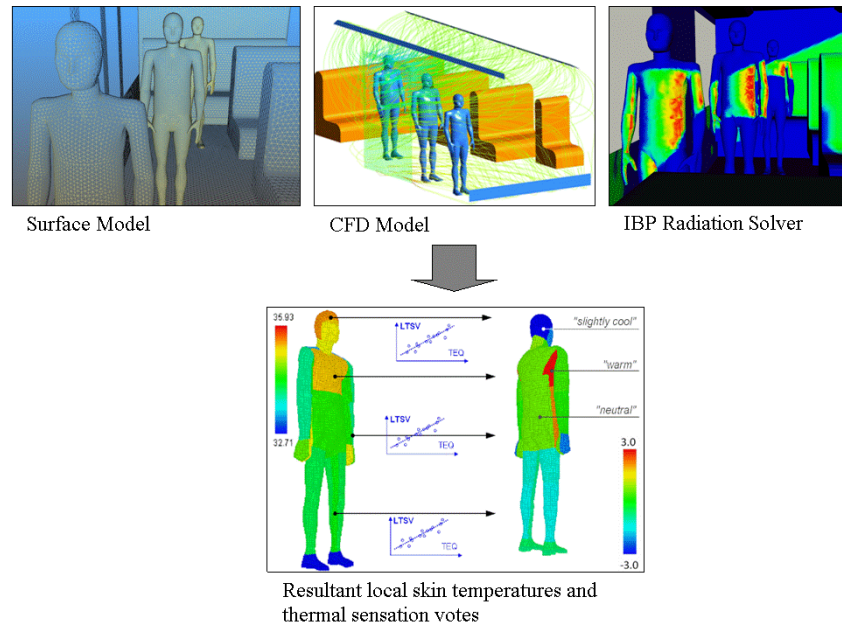 Surface Model
CFD Model
IBP Radiation Solver
35.93
32.71
LTSV
TEQ
LTSV
TEQ
LTSV
TEQ
"slightly cool"
"warm"
"neutral"
3.0
-3.0
Resultant local skin temperatures and
thermal sensation votes